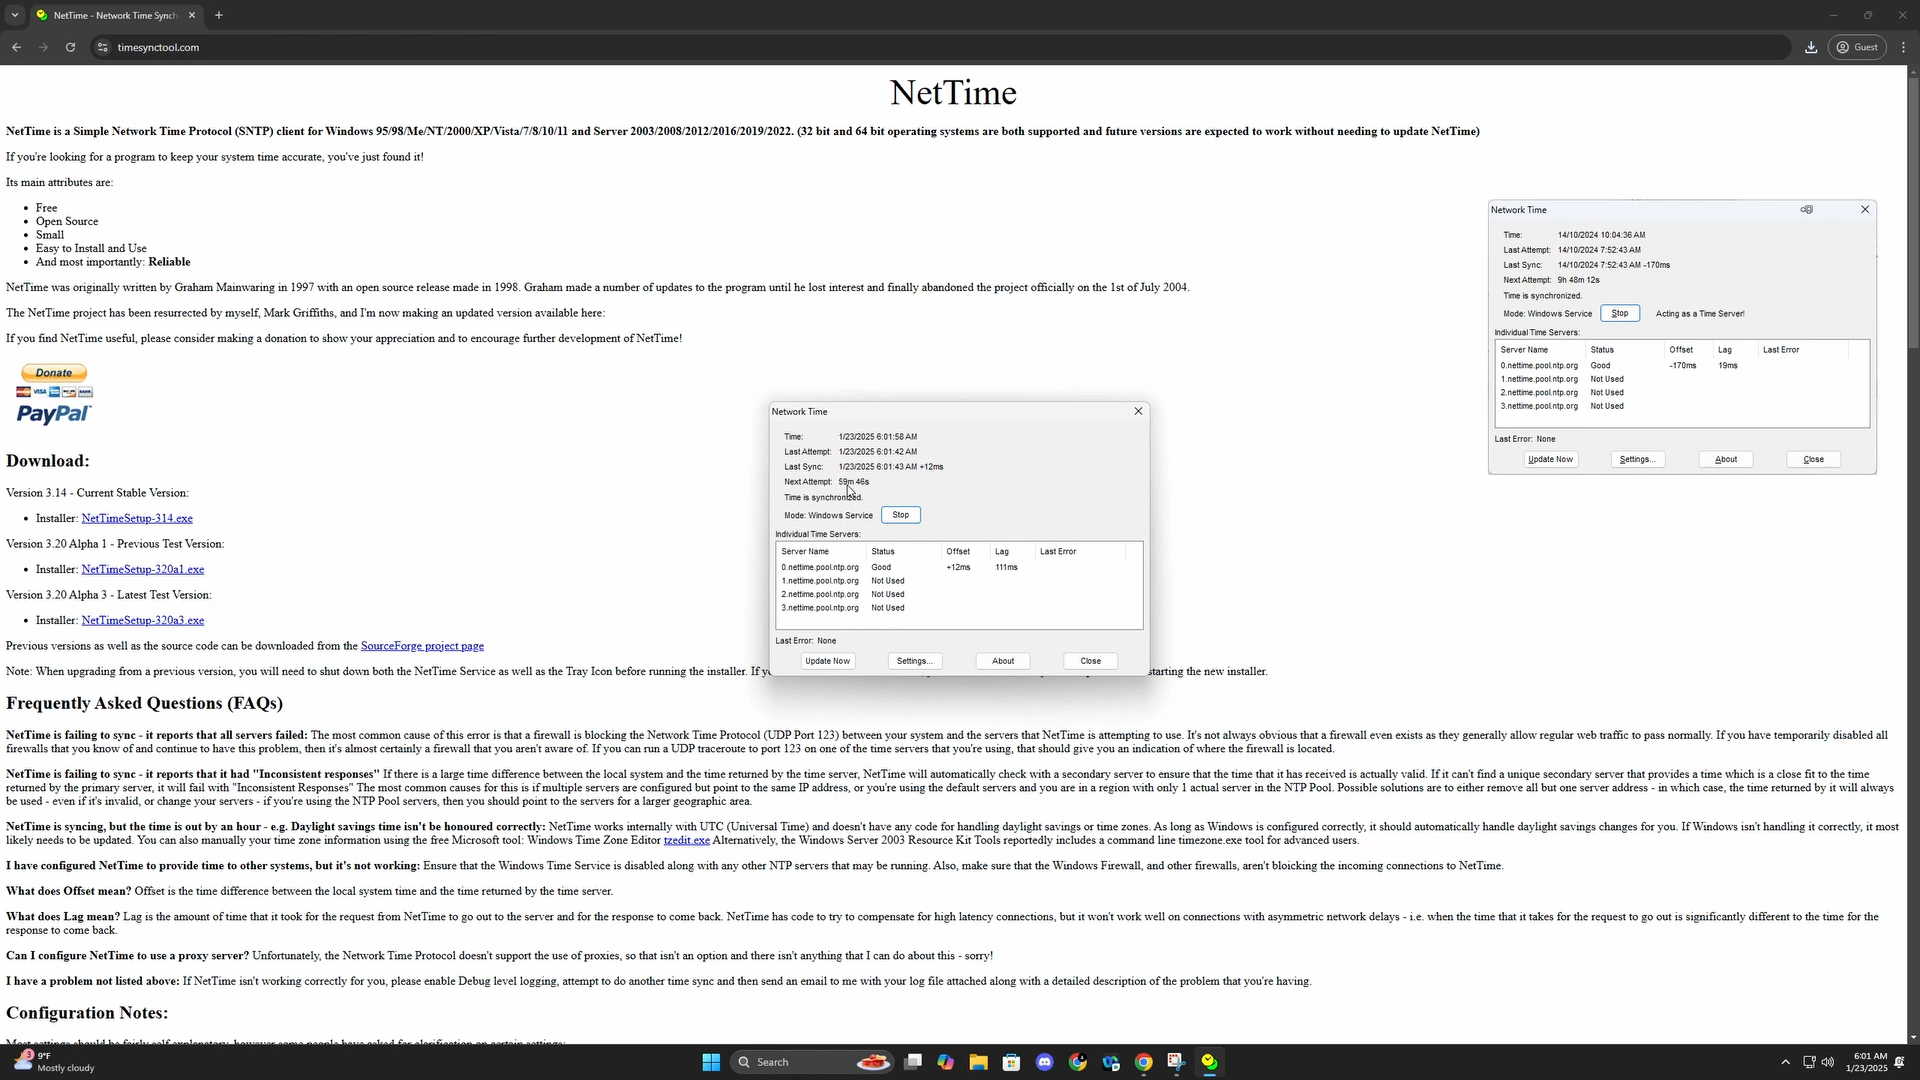 NetTime - Network Time Synch
timesynctool.com
Guest
NetTime
NetTime is a Simple Network Time Protocol (SNTP) client for Windows 95/98/Me/NT/2000/XP/Vista/7/8/10/11 and Server 2003/2008/2012/2016/2019/2022. (32 bit and 64 bit operating systems are both supported and future versions are expected to work without needing to update NetTime)
If you're looking for a program to keep your system time accurate, you've just found it!
Its main attributes are:
Free
Open Source
Small
Easy to Install and Use
And most importantly: Reliable
NetTime was originally written by Graham Mainwaring in 1997 with an open source release made in 1998. Graham made a number of updates to the program until he lost interest and finally abandoned the project officially on the 1st of July 2004.
The NetTime project has been resurrected by myself, Mark Griffiths, and I'm now making an updated version available here:
If you find NetTime useful, please consider making a donation to show your appreciation and to encourage further development of NetTime!
Donate
VISA
PayPal
Network Time
Time: 14/10/2024 10:04:36 AM
Last Attempt: 14/10/2024 7:52:43 AM
Last Sync: 14/10/2024 7:52:43 AM -170ms
Next Attempt: 9h 48m 12s
Time is synchronized.
Mode: Windows Service Stop Acting as a Time Server!
Individual Time Servers:
Server Name Status Offset Lag Last Error
0.nettime.pool.ntp.org Good -170ms 19ms
1.nettime.pool.ntp.org Not Used
2.nettime.pool.ntp.org Not Used
3.nettime.pool.ntp.org Not Used
Last Error: None
Update Now Settings... About Close
Network Time
Time: 1/23/2025 6:01:58 AM
Last Attempt: 1/23/2025 6:01:42 AM
Last Sync: 1/23/2025 6:01:43 AM +12ms
Next Attempt: 59m 46s
Time is synchronized.
Mode: Windows Service Stop
Individual Time Servers:
Server Name Status Offset Lag Last Error
0.nettime.pool.ntp.org Good +12ms 111ms
1.nettime.pool.ntp.org Not Used
2.nettime.pool.ntp.org Not Used
3.nettime.pool.ntp.org Not Used
Last Error: None
Update Now Settings... About Close
Download:
Version 3.14 - Current Stable Version:
Installer: NetTimeSetup-314.exe
Version 3.20 Alpha 1 - Previous Test Version:
Installer: NetTimeSetup-320a1.exe
Version 3.20 Alpha 3 - Latest Test Version:
Installer: NetTimeSetup-320a3.exe
Previous versions as well as the source code can be downloaded from the SourceForge project page
Note: When upgrading from a previous version, you will need to shut down both the NetTime Service as well as the Tray Icon before running the installer. If yo starting the new installer.
Frequently Asked Questions (FAQs)
NetTime is failing to sync - it reports that all servers failed: The most common cause of this error is that a firewall is blocking the Network Time Protocol (UDP Port 123) between your system and the servers that NetTime is attempting to use. It's not always obvious that a firewall even exists as they generally allow regular web traffic to pass normally. If you have temporarily disabled all
firewalls that you know of and continue to have this problem, then it's almost certainly a firewall that you aren't aware of. If you can run a UDP traceroute to port 123 on one of the time servers that you're using, that should give you an indication of where the firewall is located.
NetTime is failing to sync - it reports that it had "Inconsistent responses" If there is a large time difference between the local system and the time returned by the time server, NetTime will automatically check with a secondary server to ensure that the time that it has received is actually valid. If it can't find a unique secondary server that provides a time which is a close fit to the time
returned by the primary server, it will fail with "Inconsistent Responses" The most common causes for this is if multiple servers are configured but point to the same IP address, or you're using the default servers and you are in a region with only 1 actual server in the NTP Pool. Possible solutions are to either remove all but one server address - in which case, the time returned by it will always
be used - even if it's invalid, or change your servers - if you're using the NTP Pool servers, then you should point to the servers for a larger geographic area.
NetTime is syncing, but the time is out by an hour - e.g. Daylight savings time isn't be honoured correctly: NetTime works internally with UTC (Universal Time) and doesn't have any code for handling daylight savings or time zones. As long as Windows is configured correctly, it should automatically handle daylight savings changes for you. If Windows isn't handling it correctly, it most
likely needs to be updated. You can also manually your time zone information using the free Microsoft tool: Windows Time Zone Editor tzedit.exe Alternatively, the Windows Server 2003 Resource Kit Tools reportedly includes a command line timezone.exe tool for advanced users.
I have configured NetTime to provide time to other systems, but it's not working: Ensure that the Windows Time Service is disabled along with any other NTP servers that may be running. Also, make sure that the Windows Firewall, and other firewalls, aren't bloicking the incoming connections to NetTime.
What does Offset mean? Offset is the time difference between the local system time and the time returned by the time server.
What does Lag mean? Lag is the amount of time that it took for the request from NetTime to go out to the server and for the response to come back. NetTime has code to try to compensate for high latency connections, but it won't work well on connections with asymmetric network delays - i.e. when the time that it takes for the request to go out is significantly different to the time for the
response to come back.
Can I configure NetTime to use a proxy server? Unfortunately, the Network Time Protocol doesn't support the use of proxies, so that isn't an option and there isn't anything that I can do about this - sorry!
I have a problem not listed above: If NetTime isn't working correctly for you, please enable Debug level logging, attempt to do another time sync and then send an email to me with your log file attached along with a detailed description of the problem that you're having.
Configuration Notes:
Most settings should be fairly self explanatory, however some people have asked for clarification on certain settings:
3
9°F
Mostly cloudy
Search
6:01 AM
1/23/2025